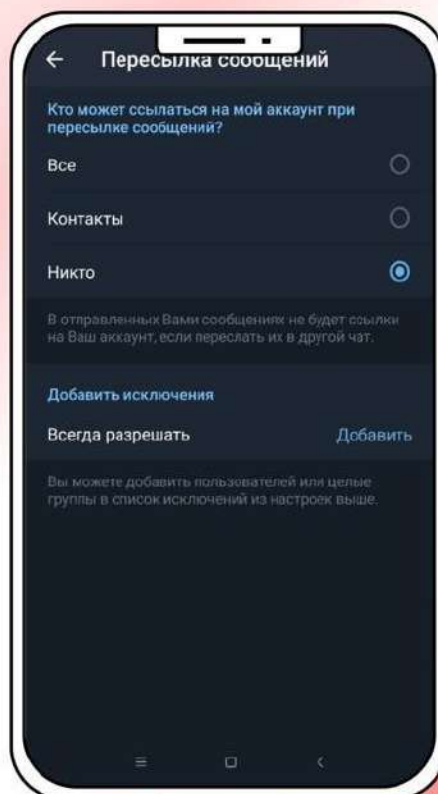 Пересылка сообщений
Кто может ссылаться на мой аккаунт при
пересылке сообщений?
Все
Контакты
Никто
В отправленных Вами сообщениях не будет ссылки
на Ваш аккаунт, если переслать их в другой чат.
Добавить исключения
Всегда разрешать Добавить
Вы можете добавить пользователей или целые
группы в список исключений из настроек выше.